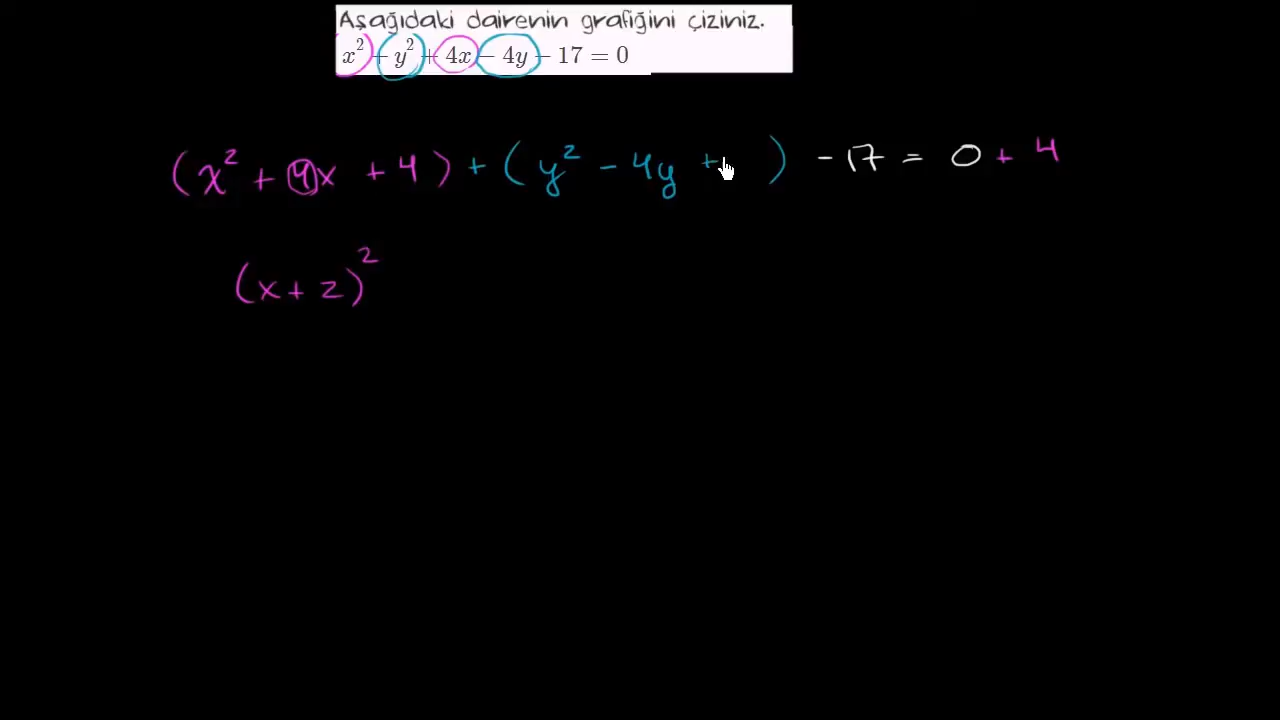 Aşağıdaki dairenin grafiğini çiziniz.
x² + y² + 4x − 4y − 17 = 0
(x² + 4x + 4) + (y² - 4y + ) - 17 = 0 + 4
(x + 2)²